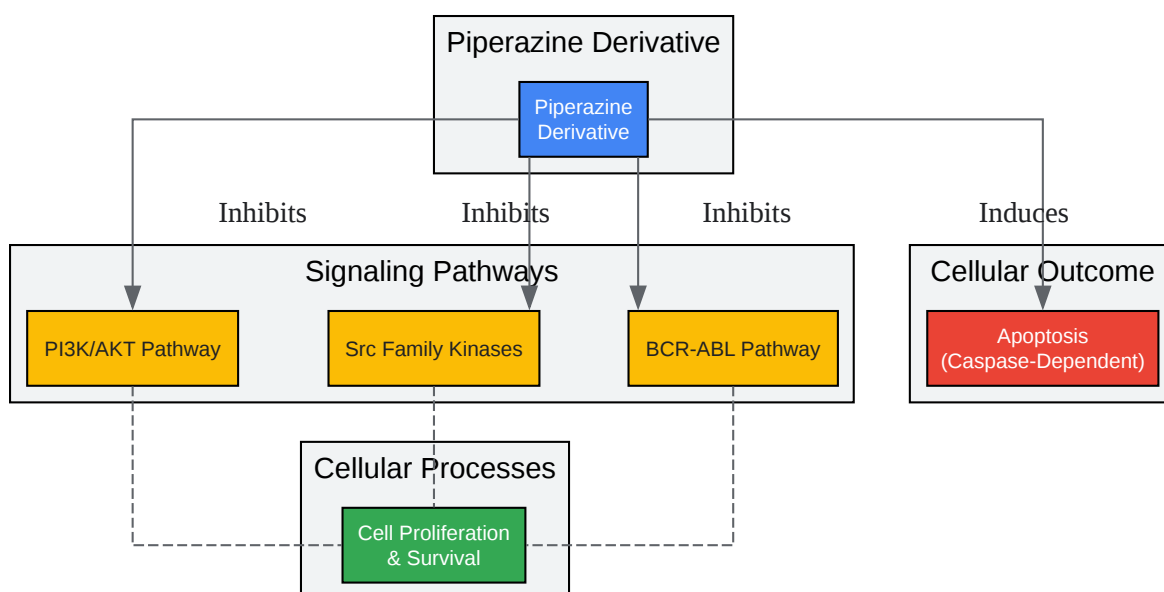 Piperazine Derivative
Piperazine
Derivative
Inhibits
Inhibits
Inhibits
Induces
Signaling Pathways
Cellular Outcome
PI3K/AKT Pathway
Src Family Kinases
BCR-ABL Pathway
Apoptosis
(Caspase-Dependent)
Cellular Processes
Cell Proliferation
& Survival